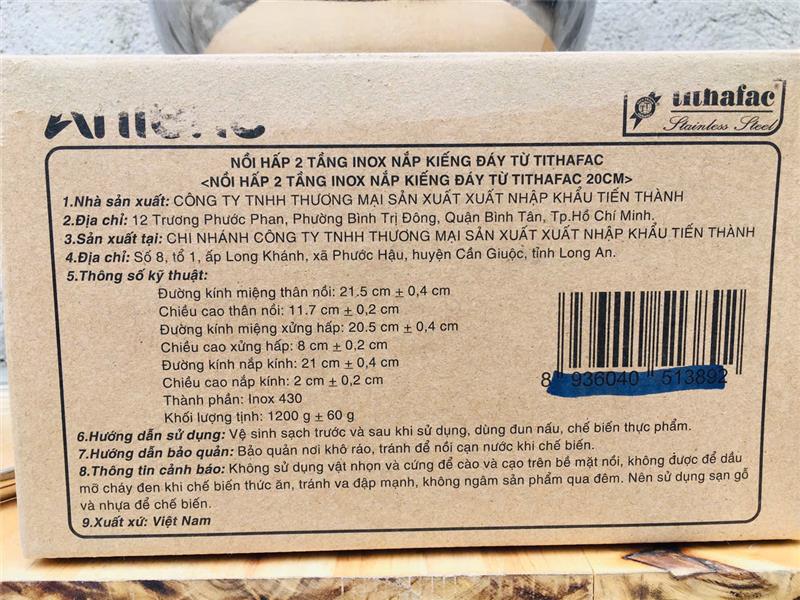 tithafac
Stainless Steel
NỒI HẤP 2 TẦNG INOX NẮP KIẾNG ĐÁY TỪ TITHAFAC
<NỒI HẤP 2 TẦNG INOX NẮP KIẾNG ĐÁY TỪ TITHAFAC 20CM>
1.Nhà sản xuất: CÔNG TY TNHH THƯƠNG MẠI SẢN XUẤT XUẤT NHẬP KHẨU TIẾN THÀNH
2.Địa chỉ: 12 Trương Phước Phan, Phường Bình Trị Đông, Quận Bình Tân, Tp.Hồ Chí Minh.
3.Sản xuất tại: CHI NHÁNH CÔNG TY TNHH THƯƠNG MẠI SẢN XUẤT XUẤT NHẬP KHẨU TIẾN THÀNH
4.Địa chỉ: Số 8, tổ 1, ấp Long Khánh, xã Phước Hậu, huyện Cần Giuộc, tỉnh Long An.
5.Thông số kỹ thuật:
Đường kính miệng thân nồi: 21.5 cm ± 0,4 cm
Chiều cao thân nồi: 11.7 cm ± 0,2 cm
Đường kính miệng xửng hấp: 20.5 cm ± 0,4 cm
Chiều cao xửng hấp: 8 cm ± 0,2 cm
Đường kính nắp kính: 21 cm ± 0,4 cm
Chiều cao nắp kính: 2 cm ± 0,2 cm
Thành phần: Inox 430
Khối lượng tịnh: 1200 g ± 60 g
8 936040 513892
6.Hướng dẫn sử dụng: Vệ sinh sạch trước và sau khi sử dụng, dùng đun nấu, chế biến thực phẩm.
7.Hướng dẫn bảo quản: Bảo quản nơi khô ráo, tránh để nồi cạn nước khi chế biến.
8.Thông tin cảnh báo: Không sử dụng vật nhọn và cứng để cào và cạo trên bề mặt nồi, không được để dầu
mỡ cháy đen khi chế biến thức ăn, tránh va đập mạnh, không ngâm sản phẩm qua đêm. Nên sử dụng sạn gỗ
và nhựa để chế biến.
9.Xuất xứ: Việt Nam